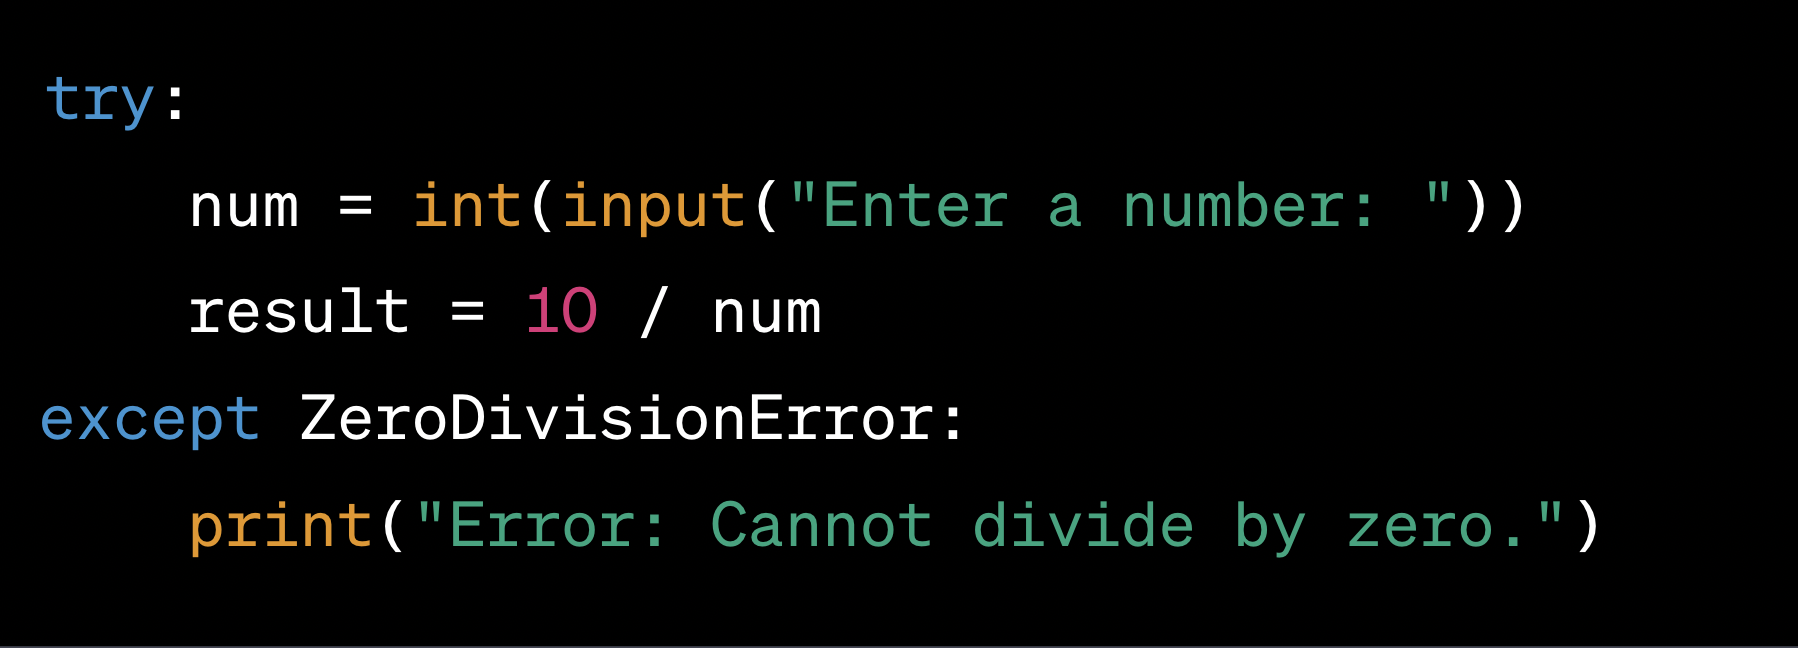 try:
    num = int(input("Enter a number: "))
    result = 10 / num
except ZeroDivisionError:
    print("Error: Cannot divide by zero.")